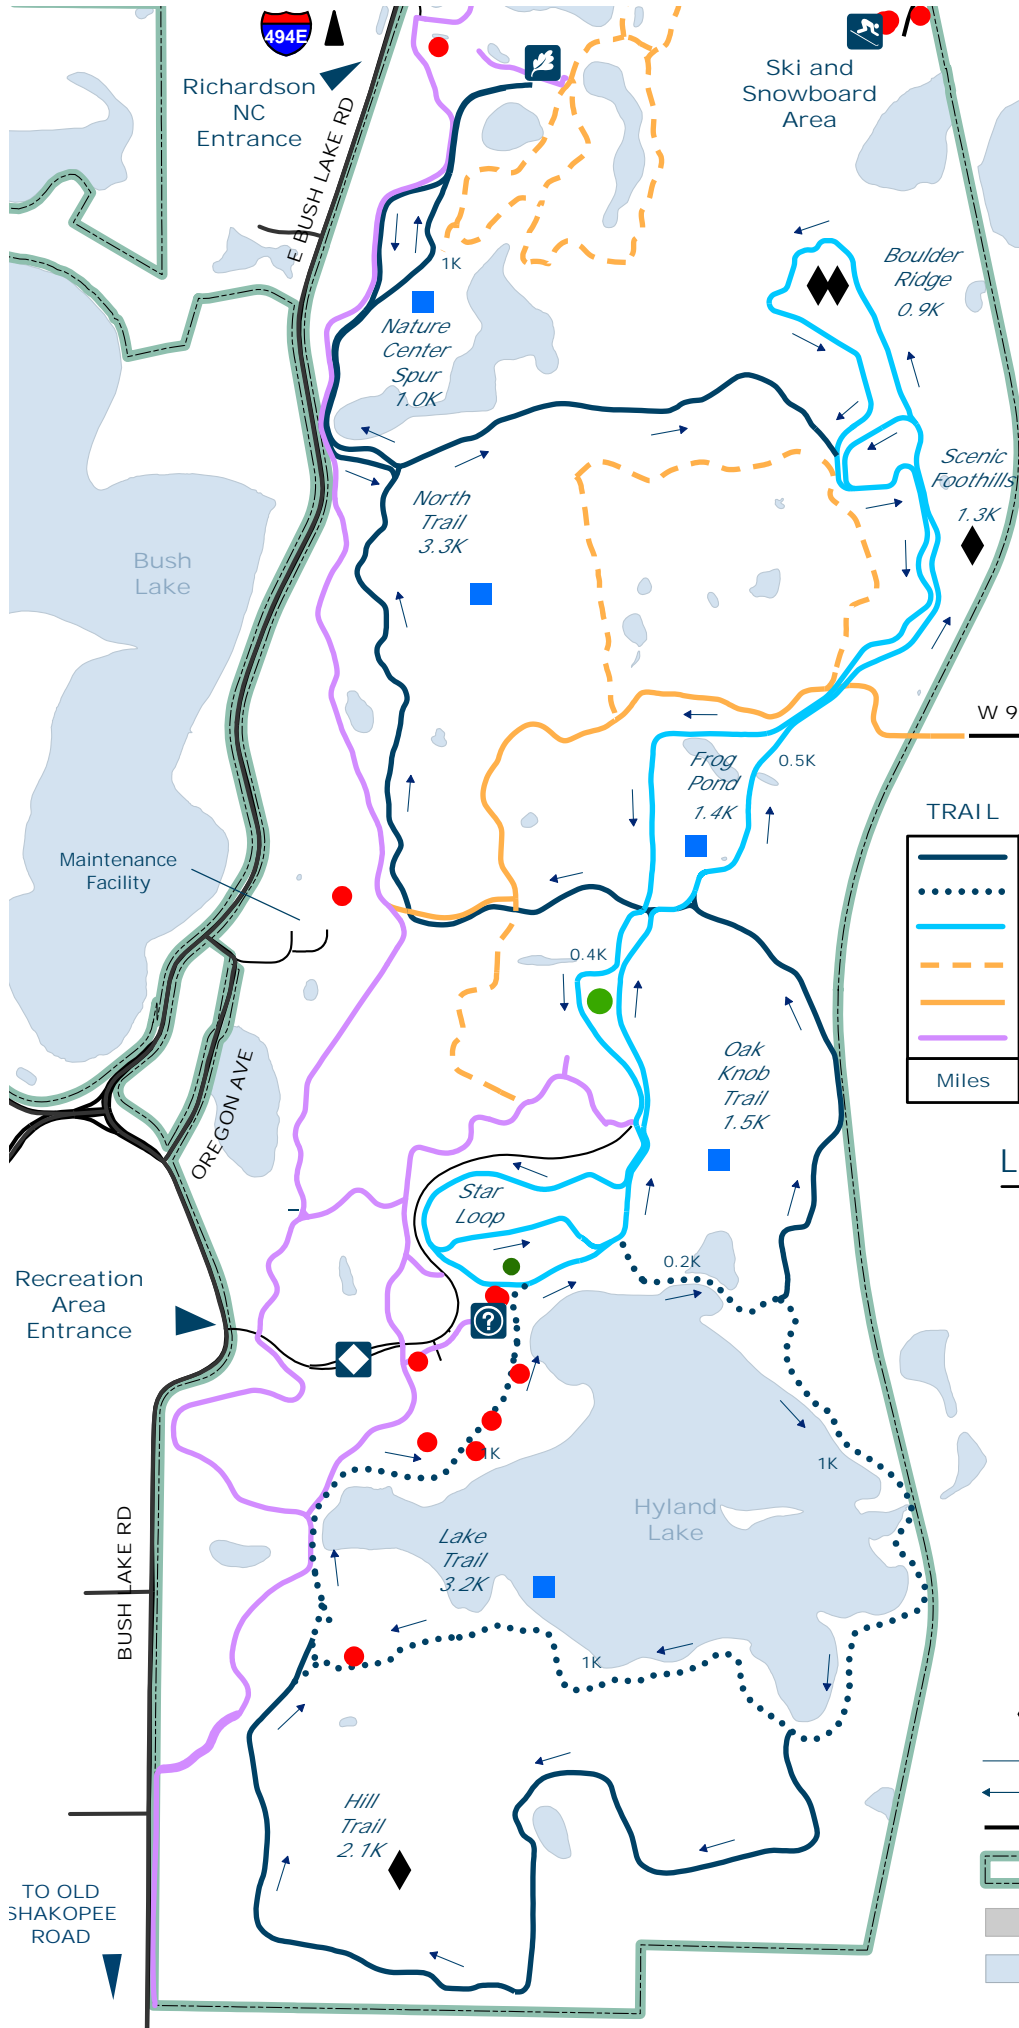 494E
Richardson
NC
Entrance
E BUSH LAKE RD
Ski and
Snowboard
Area
1K
Boulder
Ridge
0.9K
Nature
Center
Spur
1.0K
North
Trail
3.3K
Scenic
Foothills
1.3K
Bush
Lake
W 9
Frog
Pond
1.4K
0.5K
TRAIL
Maintenance
Facility
0.4K
Oak
Knob
Trail
1.5K
Miles
OREGON AVE
L
Star
Loop
0.2K
Recreation
Area
Entrance
?
1K
1K
Hyland
Lake
Lake
Trail
3.2K
BUSH LAKE RD
1K
Hill
Trail
2.1K
TO OLD
SHAKOPEE
ROAD